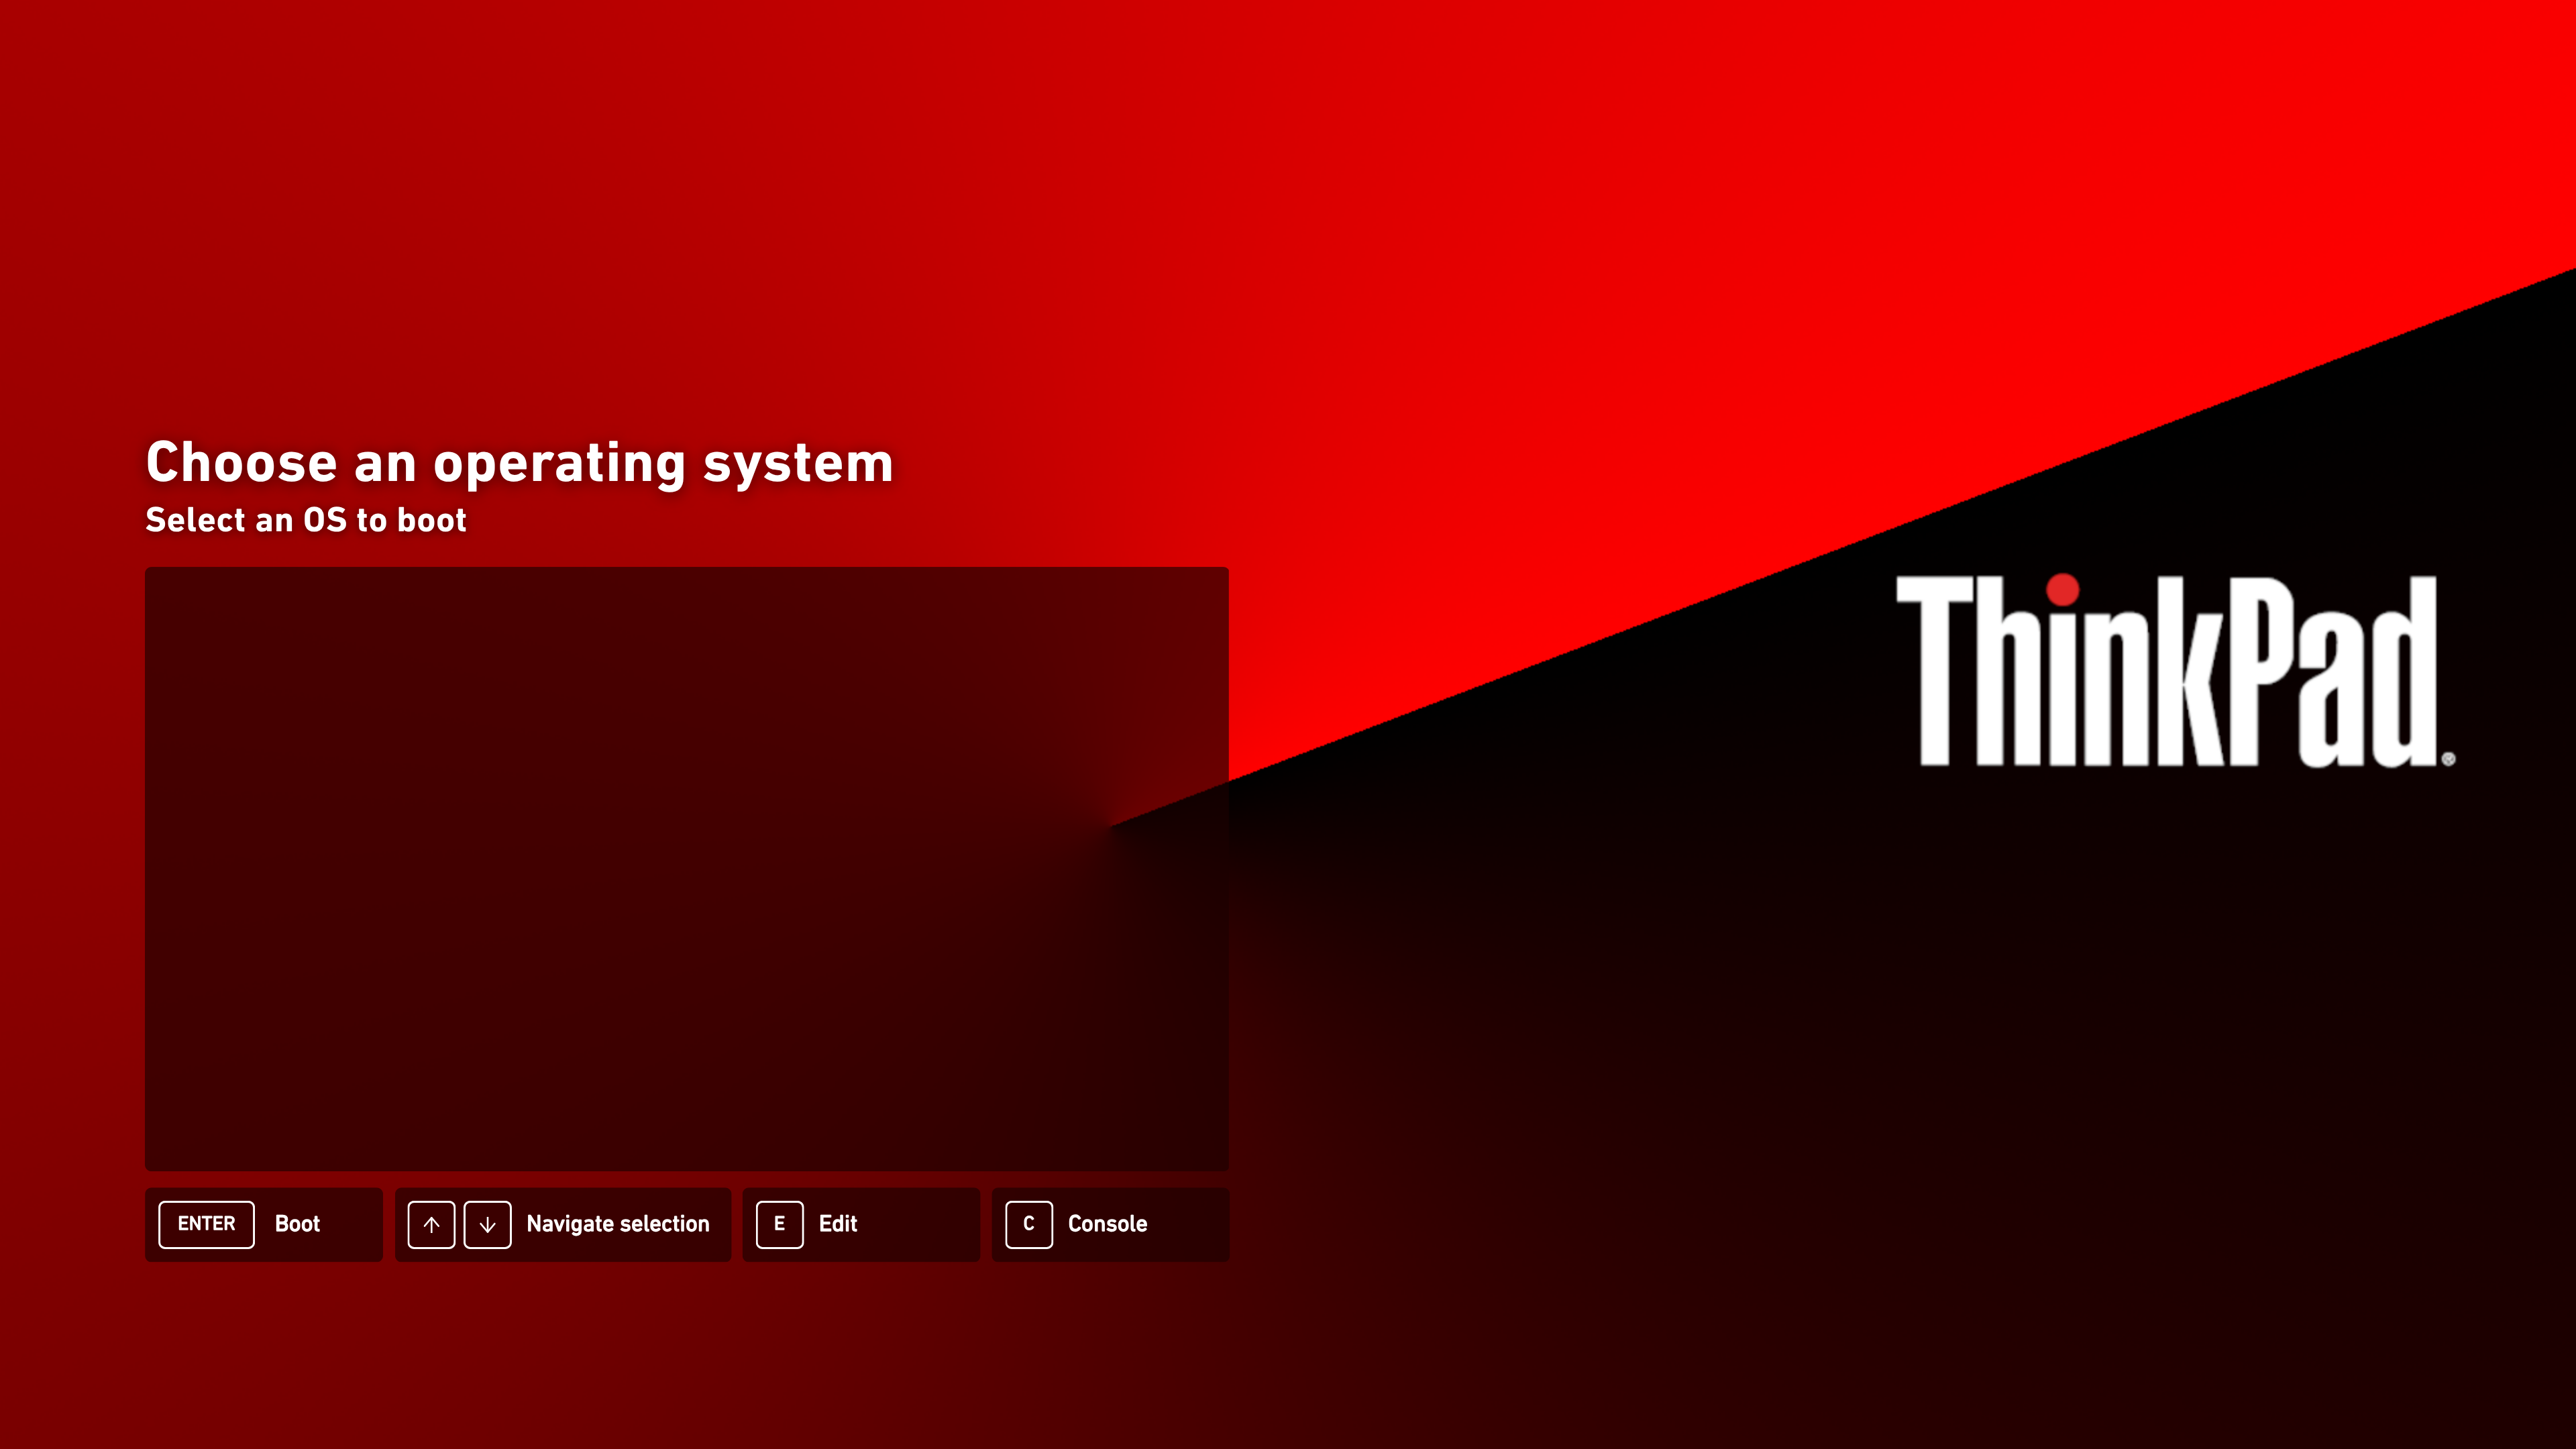 Choose an operating system
Select an OS to boot
ThinkPad®
ENTER Boot ↑ ↓ Navigate selection E Edit C Console